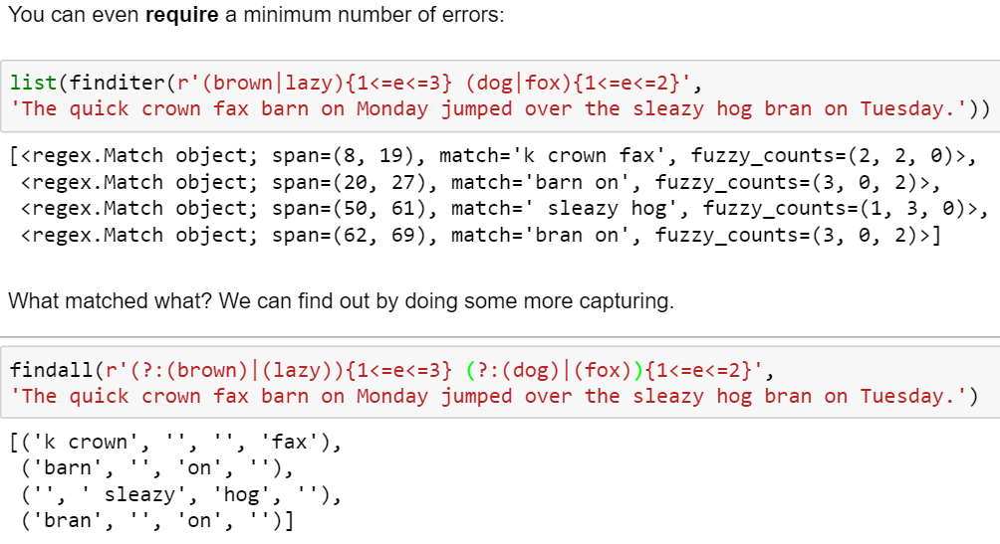 You can even require a minimum number of errors:
list(finditer(r'(brown|lazy){1<=e<=3} (dog|fox){1<=e<=2}',
'The quick crown fax barn on Monday jumped over the sleazy hog bran on Tuesday.'))
[<regex.Match object; span=(8, 19), match='k crown fax', fuzzy_counts=(2, 2, 0)>,
 <regex.Match object; span=(20, 27), match='barn on', fuzzy_counts=(3, 0, 2)>,
 <regex.Match object; span=(50, 61), match=' sleazy hog', fuzzy_counts=(1, 3, 0)>,
 <regex.Match object; span=(62, 69), match='bran on', fuzzy_counts=(3, 0, 2)>]
What matched what? We can find out by doing some more capturing.
findall(r'(?:(brown)|(lazy)){1<=e<=3} (?:(dog)|(fox)){1<=e<=2}',
'The quick crown fax barn on Monday jumped over the sleazy hog bran on Tuesday.')
[('k crown', '', '', 'fax'),
 ('barn', '', 'on', ''),
 ('', ' sleazy', 'hog', ''),
 ('bran', '', 'on', '')]